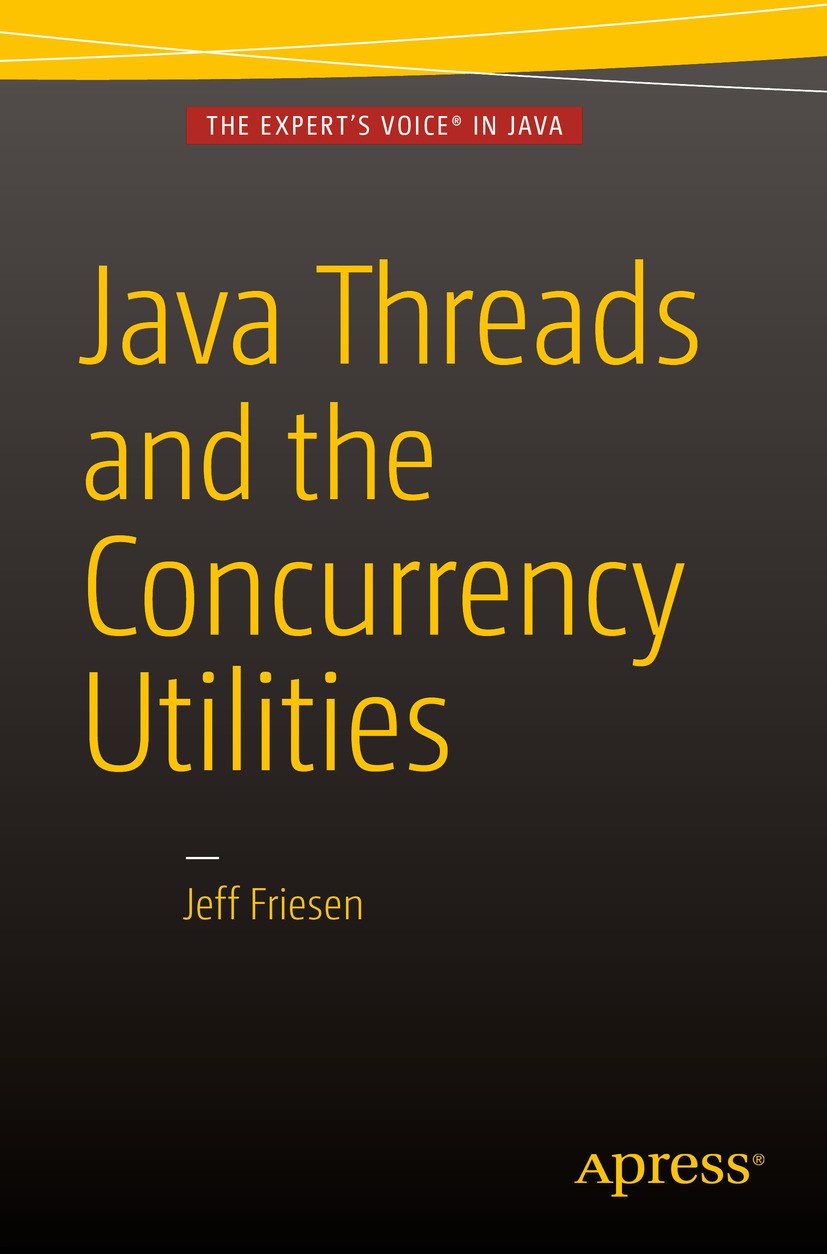 THE EXPERT’S VOICE® IN JAVA
Java Threads
and the
Concurrency
Utilities
Jeff Friesen
Apress®